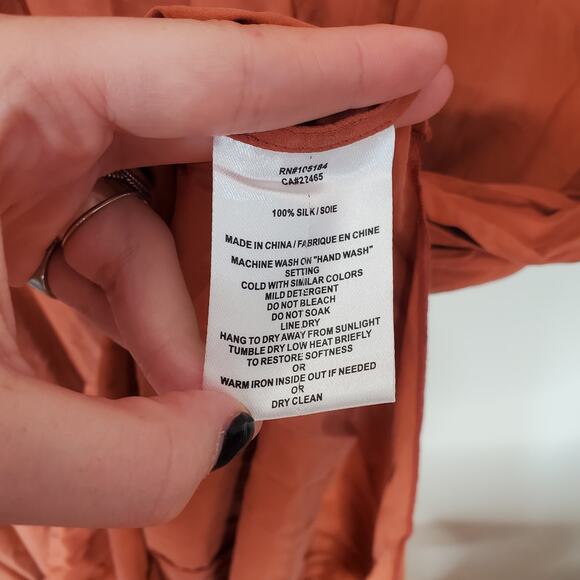 RN#105184
CA#22465
100% SILK/SOIE
MADE IN CHINA/FABRIQUE EN CHINE
MACHINE WASH ON "HAND WASH"
SETTING
COLD WITH SIMILAR COLORS
MILD DETERGENT
DO NOT BLEACH
DO NOT SOAK
LINE DRY
HANG TO DRY AWAY FROM SUNLIGHT
TUMBLE DRY LOW HEAT BRIEFLY
TO RESTORE SOFTNESS
OR
WARM IRON INSIDE OUT IF NEEDED
OR
DRY CLEAN